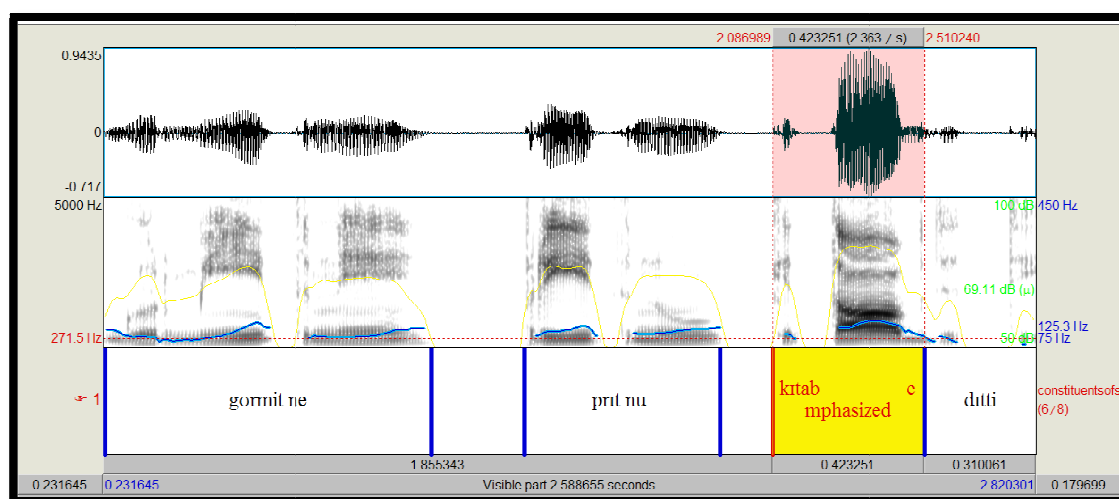 2.086989 0.423251 (2.363 / s) 2.510240
0.9435
0
-0.717
5000 Hz 100 dB 450 Hz
69.11 dB (µ)
125.3 Hz
271.5 Hz 50 dB 75 Hz
kɪtab e
☞ 1 gormit ne prit nu mphasized dɪtti constituentsofs
(6/8)
1.855343 0.423251 0.310061
0.231645 0.231645 Visible part 2.588655 seconds 2.820301 0.179699